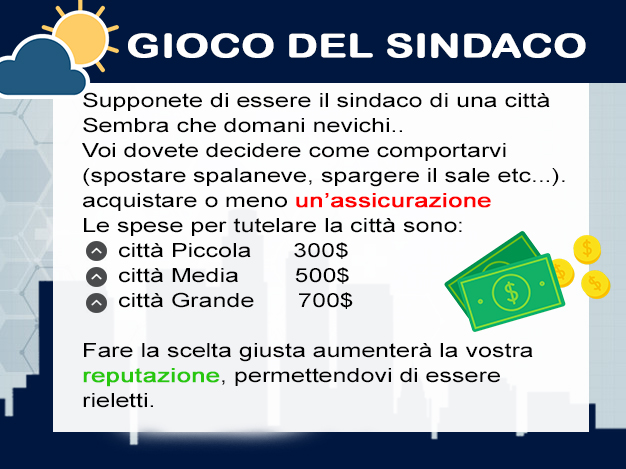 GIOCO DEL SINDACO
Supponete di essere il sindaco di una città
Sembra che domani nevichi..
Voi dovete decidere come comportarvi
(spostare spalaneve, spargere il sale etc...).
acquistare o meno un'assicurazione
Le spese per tutelare la città sono:
città Piccola 300$
città Media 500$
città Grande 700$
Fare la scelta giusta aumenterà la vostra
reputazione, permettendovi di essere
rieletti.